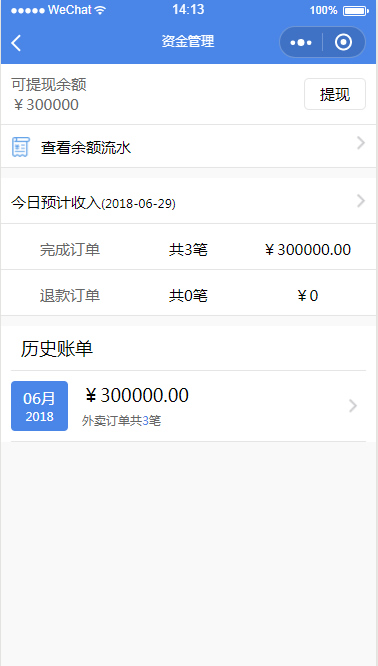 WeChat 14:13 100%
资金管理
可提现余额
￥300000
提现
查看余额流水
今日预计收入(2018-06-29)
完成订单 共3笔 ￥300000.00
退款订单 共0笔 ￥0
历史账单
06月
2018
￥300000.00
外卖订单共3笔